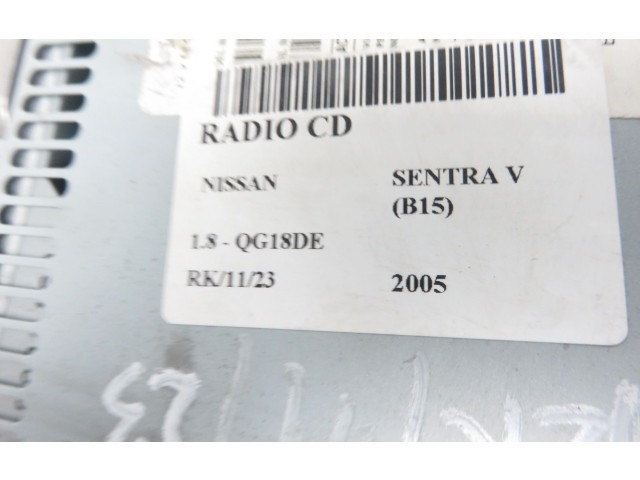 RADIO CD
NISSAN SENTRA V
(B15)
1.8 - QG18DE
RK/11/23 2005